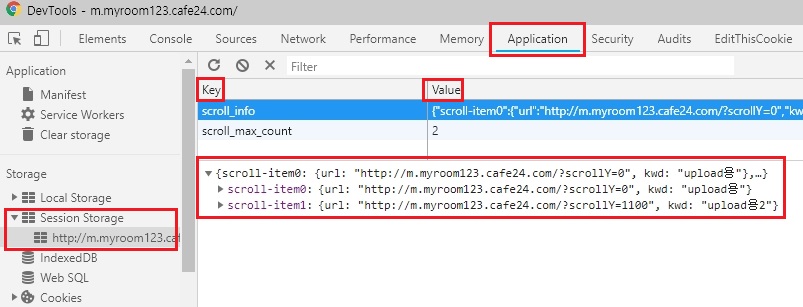 DevTools - m.myroom123.cafe24.com/
Elements Console Sources Network Performance Memory Application Security Audits EditThisCookie
Application
Manifest
Service Workers
Clear storage
Storage
Local Storage
Session Storage
http://m.myroom123.caf
IndexedDB
Web SQL
Cookies
Filter
Key Value
scroll_info {"scroll-item0":{"url":"http://m.myroom123.cafe24.com/?scrollY=0","kwd
scroll_max_count 2
{scroll-item0: {url: "http://m.myroom123.cafe24.com/?scrollY=0", kwd: "upload용"},…}
scroll-item0: {url: "http://m.myroom123.cafe24.com/?scrollY=0", kwd: "upload용"}
scroll-item1: {url: "http://m.myroom123.cafe24.com/?scrollY=1100", kwd: "upload용2"}